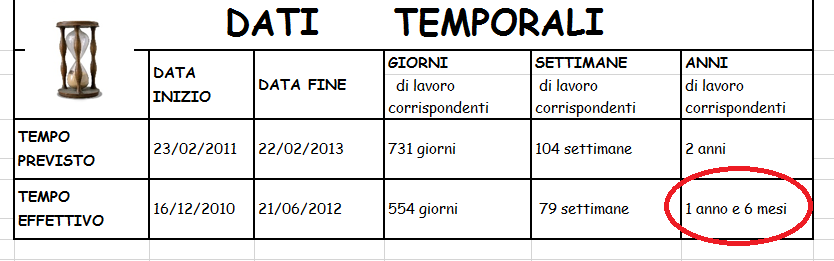 DATI TEMPORALI
DATA INIZIO
DATA FINE
GIORNI
di lavoro
corrispondenti
SETTIMANE
di lavoro
corrispondenti
ANNI
di lavoro
corrispondenti
TEMPO PREVISTO
23/02/2011
22/02/2013
731 giorni
104 settimane
2 anni
TEMPO EFFETTIVO
16/12/2010
21/06/2012
554 giorni
79 settimane
1 anno e 6 mesi